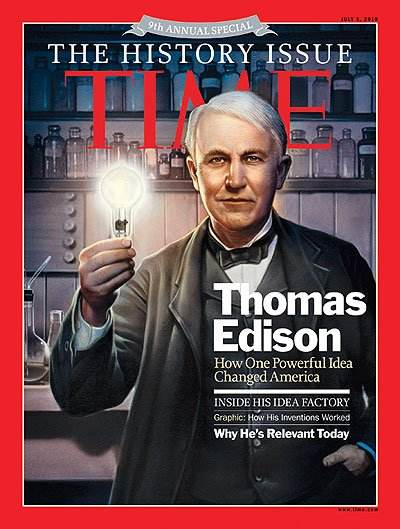 JULY 5, 2010
9th ANNUAL SPECIAL
THE HISTORY ISSUE
TIME
Thomas
Edison
How One Powerful Idea
Changed America
INSIDE HIS IDEA FACTORY
Graphic: How His Inventions Worked
Why He's Relevant Today
www.time.com